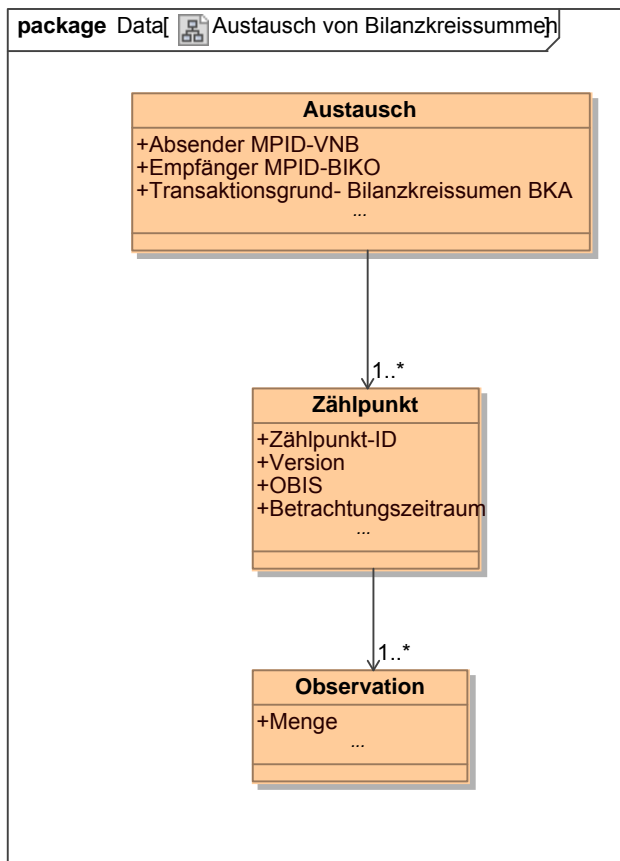 package Data[ Austausch von Bilanzkreissummen]
Austausch
+Absender MPID-VNB
+Empfänger MPID-BIKO
+Transaktionsgrund- Bilanzkreissumen BKA
...
1..*
Zählpunkt
+Zählpunkt-ID
+Version
+OBIS
+Betrachtungszeitraum
...
1..*
Observation
+Menge
...